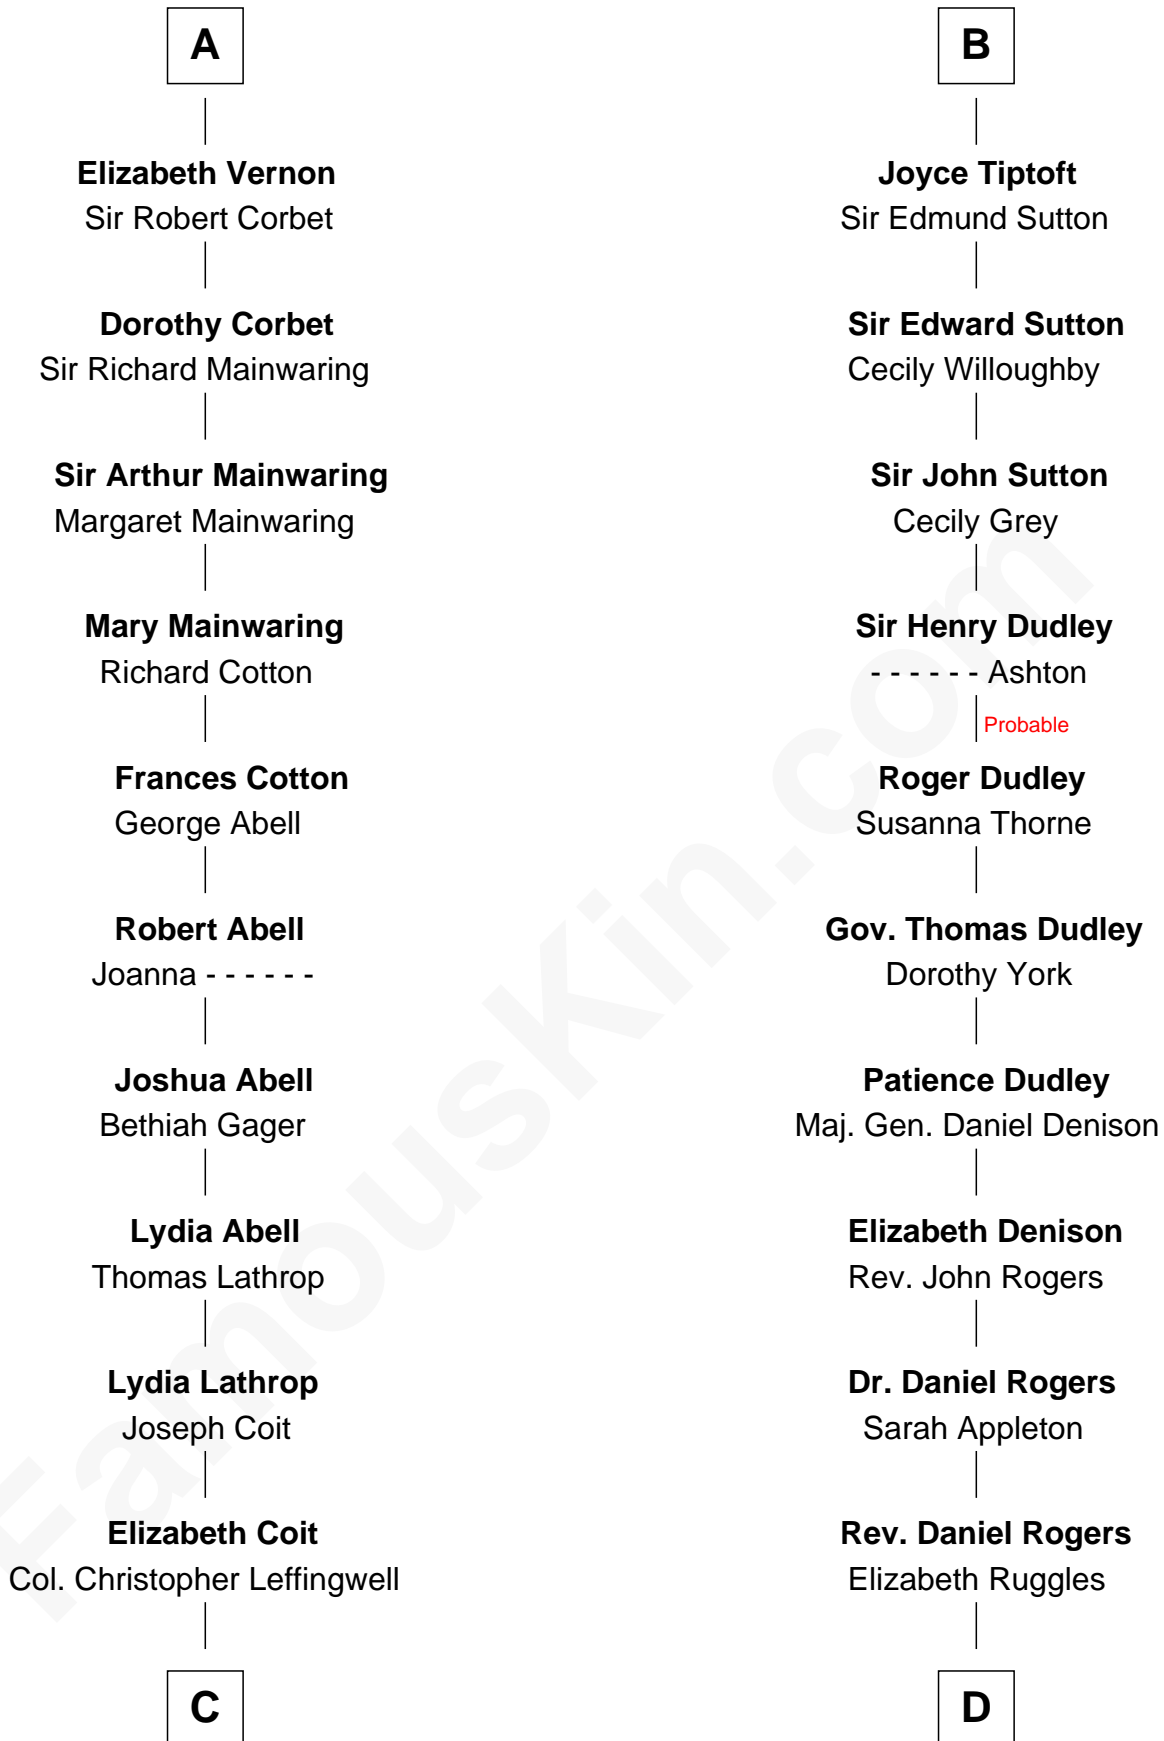 A
Elizabeth Vernon
Sir Robert Corbet
Dorothy Corbet
Sir Richard Mainwaring
Sir Arthur Mainwaring
Margaret Mainwaring
Mary Mainwaring
Richard Cotton
Frances Cotton
George Abell
Robert Abell
Joanna - - - - - -
Joshua Abell
Bethiah Gager
Lydia Abell
Thomas Lathrop
Lydia Lathrop
Joseph Coit
Elizabeth Coit
Col. Christopher Leffingwell
C
B
Joyce Tiptoft
Sir Edmund Sutton
Sir Edward Sutton
Cecily Willoughby
Sir John Sutton
Cecily Grey
Sir Henry Dudley
- - - - - - Ashton
Probable
Roger Dudley
Susanna Thorne
Gov. Thomas Dudley
Dorothy York
Patience Dudley
Maj. Gen. Daniel Denison
Elizabeth Denison
Rev. John Rogers
Dr. Daniel Rogers
Sarah Appleton
Rev. Daniel Rogers
Elizabeth Ruggles
D
FamousKin.com